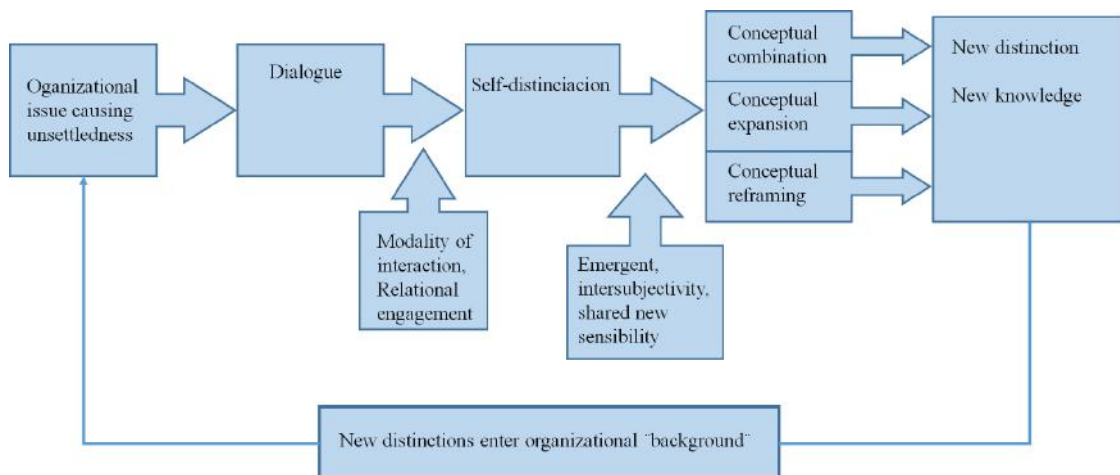 Oganizational
issue causing
unsettledness
Dialogue
Self-distinciacion
Conceptual
combination
Conceptual
expansion
Conceptual
reframing
New distinction
New knowledge
Modality of
interaction,
Relational
engagement
Emergent,
intersubjectivity,
shared new
sensibility
New distinctions enter organizational ¨background¨